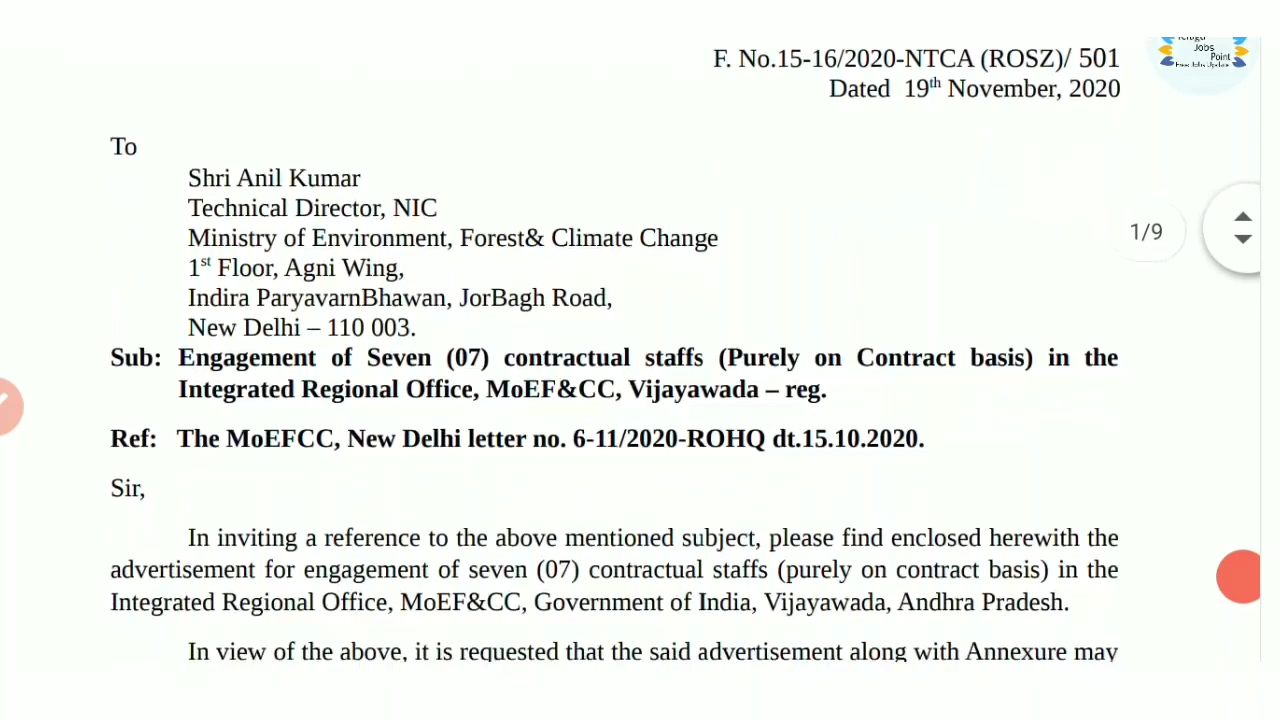 F. No.15-16/2020-NTCA (ROSZ)/ 501
Dated 19th November, 2020
Telugu
Jobs
Point
Free Jobs Update
To
Shri Anil Kumar
Technical Director, NIC
Ministry of Environment, Forest& Climate Change
1st Floor, Agni Wing,
Indira ParyavarnBhawan, JorBagh Road,
New Delhi – 110 003.
1/9
Sub: Engagement of Seven (07) contractual staffs (Purely on Contract basis) in the
Integrated Regional Office, MoEF&CC, Vijayawada – reg.
Ref: The MoEFCC, New Delhi letter no. 6-11/2020-ROHQ dt.15.10.2020.
Sir,
In inviting a reference to the above mentioned subject, please find enclosed herewith the
advertisement for engagement of seven (07) contractual staffs (purely on contract basis) in the
Integrated Regional Office, MoEF&CC, Government of India, Vijayawada, Andhra Pradesh.
In view of the above, it is requested that the said advertisement along with Annexure may